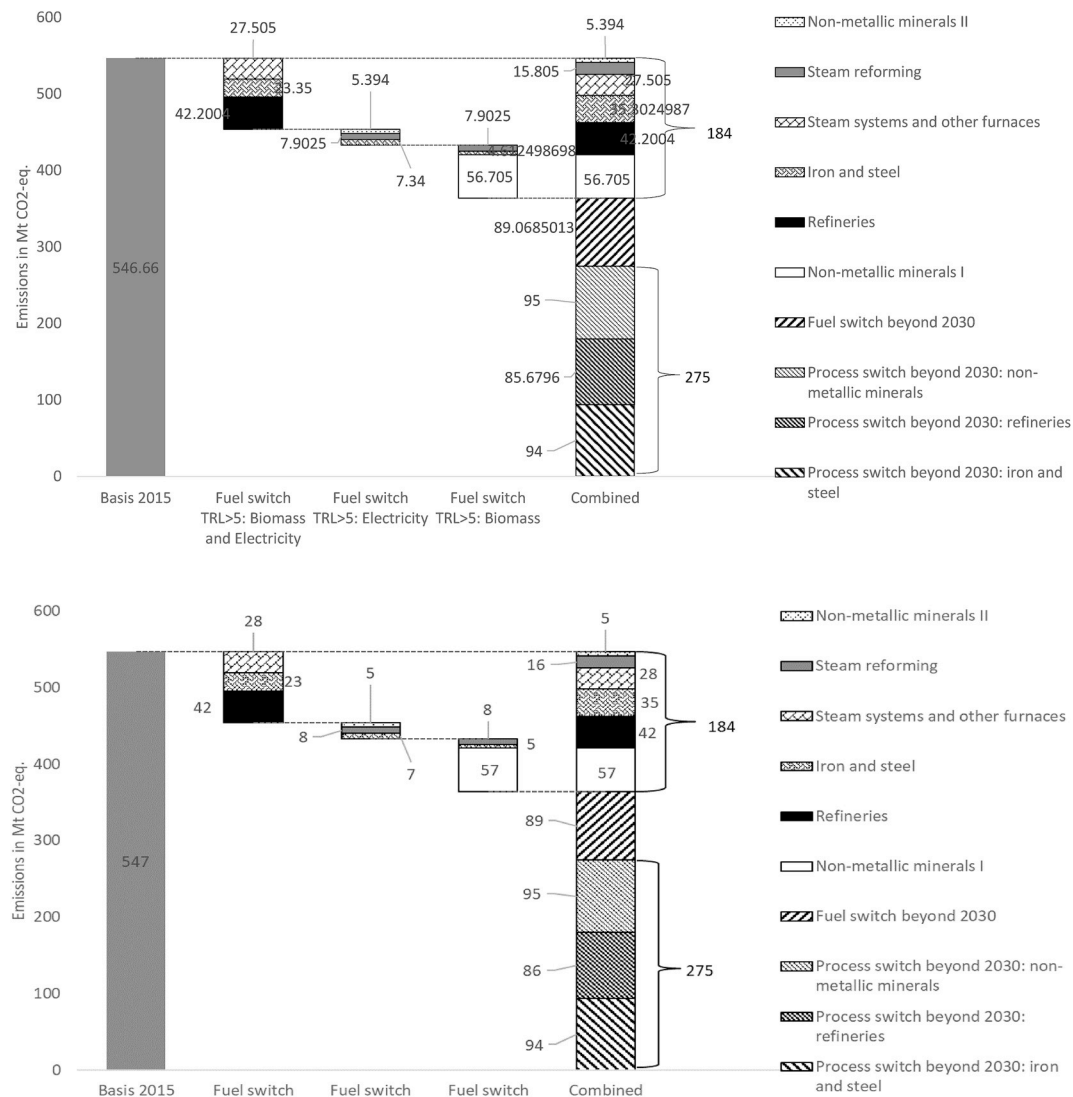 600
500
400
300
200
100
0
Emissions in Mt CO2-eq.
546.66
27.505
23.35
42.2004
5.394
7.9025
7.34
7.9025
56.705
5.394
15.805
27.505
42.2004
56.705
184
89.0685013
95
85.6796
94
275
Basis 2015
Fuel switch
TRL>5: Biomass
and Electricity
Fuel switch
TRL>5: Electricity
Fuel switch
TRL>5: Biomass
Combined
Non-metallic minerals II
Steam reforming
Steam systems and other furnaces
Iron and steel
Refineries
Non-metallic minerals I
Fuel switch beyond 2030
Process switch beyond 2030: non-
metallic minerals
Process switch beyond 2030: refineries
Process switch beyond 2030: iron and
steel
600
500
400
300
200
100
0
Emissions in Mt CO2-eq.
547
28
23
42
5
8
7
8
5
57
5
16
28
35
42
57
184
89
95
86
94
275
Basis 2015
Fuel switch
Fuel switch
Fuel switch
Combined
Non-metallic minerals II
Steam reforming
Steam systems and other furnaces
Iron and steel
Refineries
Non-metallic minerals I
Fuel switch beyond 2030
Process switch beyond 2030: non-
metallic minerals
Process switch beyond 2030:
refineries
Process switch beyond 2030: iron
and steel